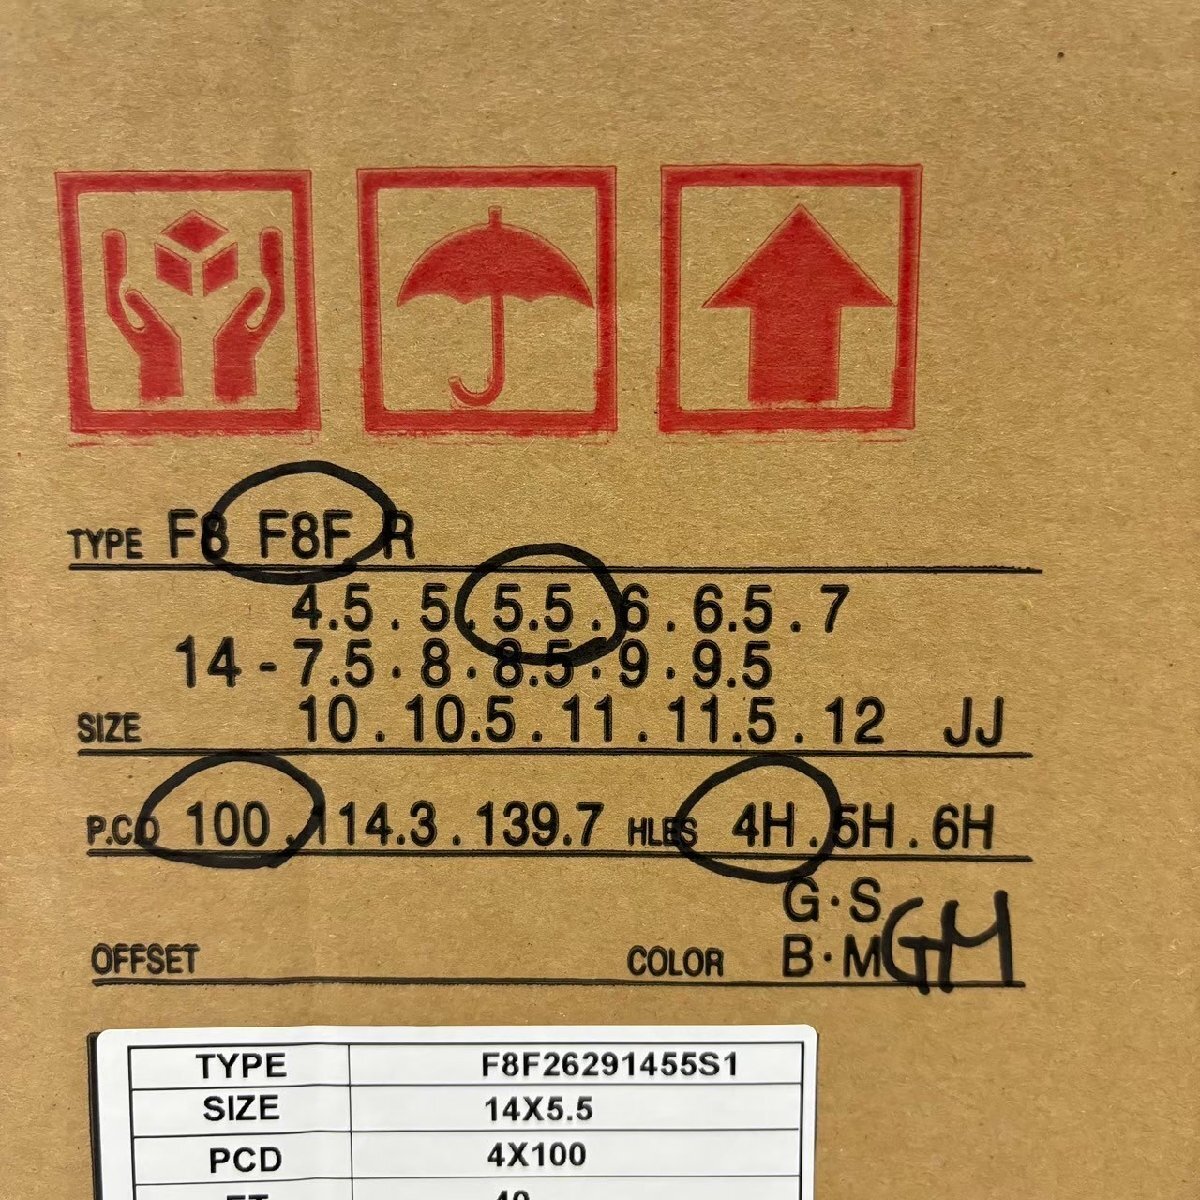 TYPE F8 F8F R
4.5 . 5 . 5.5 . 6 . 6.5 . 7
14 - 7.5 · 8 · 8.5 · 9 · 9.5
SIZE 10 . 10.5 . 11 . 11.5 . 12 JJ
P.C.D 100 . 114.3 . 139.7 HLES 4H . 5H . 6H
G · S
OFFSET COLOR B · M GM
TYPE F8F26291455S1
SIZE 14X5.5
PCD 4X100